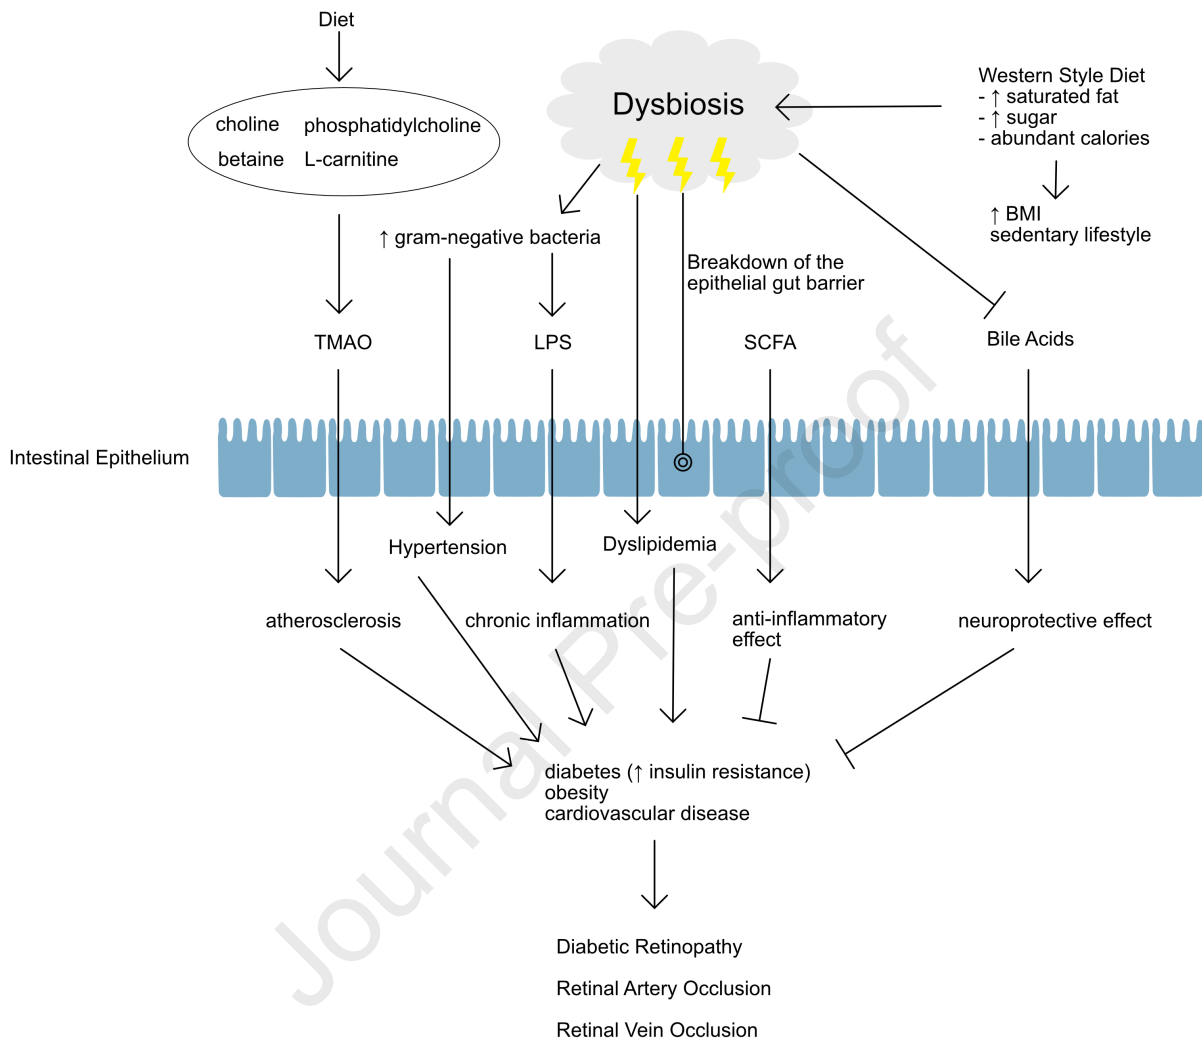 Diet
choline phosphatidylcholine
betaine L-carnitine
Dysbiosis
Western Style Diet
- ↑ saturated fat
- ↑ sugar
- abundant calories
↑ BMI
sedentary lifestyle
↑ gram-negative bacteria
Breakdown of the
epithelial gut barrier
TMAO
LPS
SCFA
Bile Acids
Intestinal Epithelium
Hypertension
Dyslipidemia
atherosclerosis
chronic inflammation
anti-inflammatory
effect
neuroprotective effect
diabetes (↑ insulin resistance)
obesity
cardiovascular disease
Diabetic Retinopathy
Retinal Artery Occlusion
Retinal Vein Occlusion
Journal Pre-proof